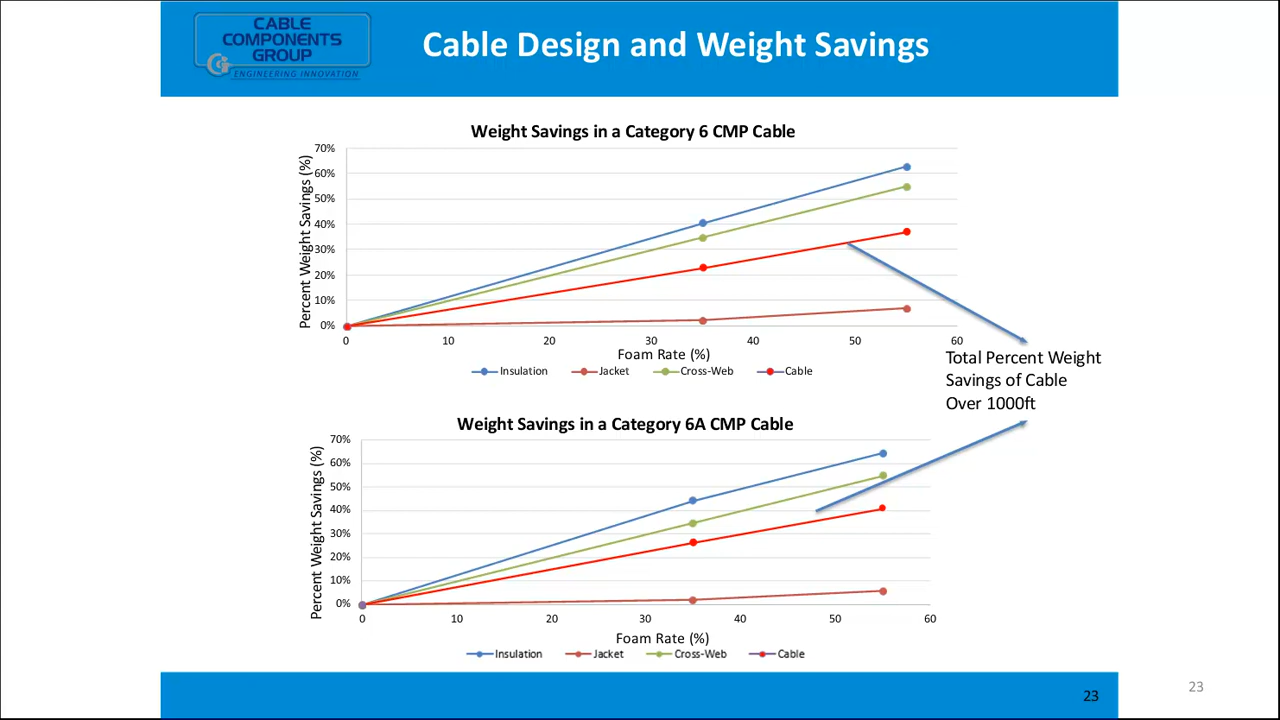 CABLE
COMPONENTS
GROUP
ENGINEERING INNOVATION
Cable Design and Weight Savings
Weight Savings in a Category 6 CMP Cable
Percent Weight Savings (%)
70%
60%
50%
40%
30%
20%
10%
0%
0 10 20 30 40 50 60
Foam Rate (%)
Insulation Jacket Cross-Web Cable
Total Percent Weight
Savings of Cable
Over 1000ft
Weight Savings in a Category 6A CMP Cable
Percent Weight Savings (%)
70%
60%
50%
40%
30%
20%
10%
0%
0 10 20 30 40 50 60
Foam Rate (%)
Insulation Jacket Cross-Web Cable
23
23